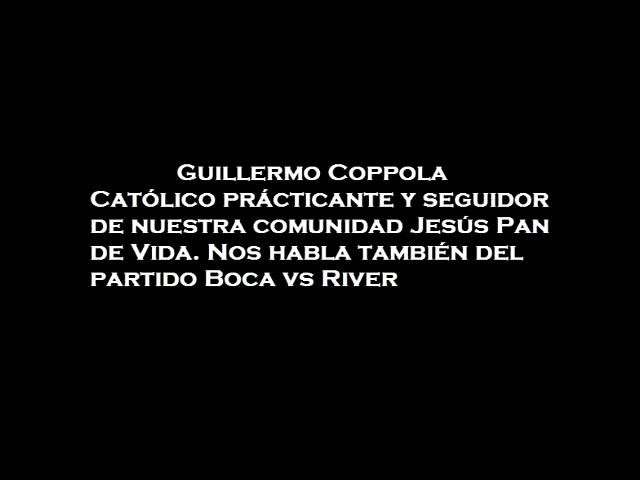 Guillermo Coppola
Católico prácticante y seguidor
de nuestra comunidad Jesús Pan
de Vida. Nos habla también del
partido Boca vs River